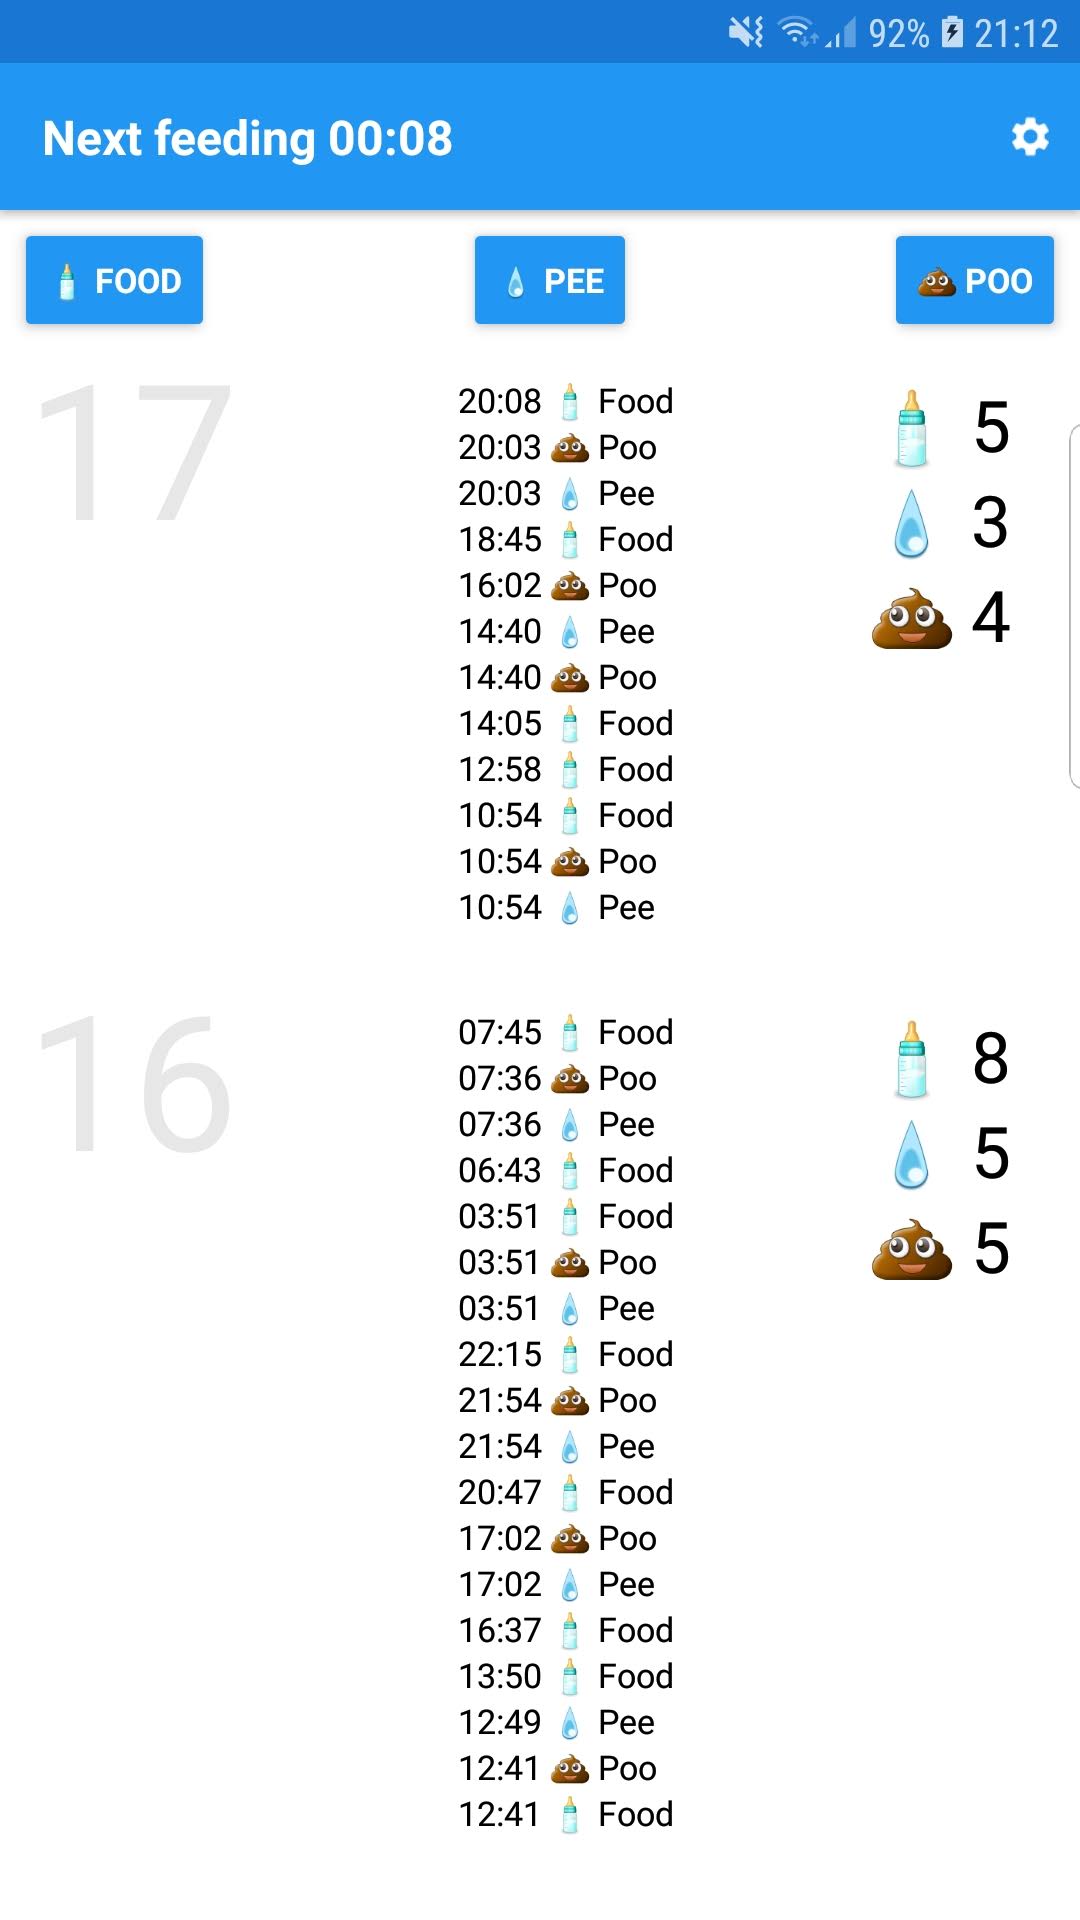 92% 21:12
Next feeding 00:08
FOOD PEE POO
17
20:08 Food
20:03 Poo
20:03 Pee
18:45 Food
16:02 Poo
14:40 Pee
14:40 Poo
14:05 Food
12:58 Food
10:54 Food
10:54 Poo
10:54 Pee
5
3
4
16
07:45 Food
07:36 Poo
07:36 Pee
06:43 Food
03:51 Food
03:51 Poo
03:51 Pee
22:15 Food
21:54 Poo
21:54 Pee
20:47 Food
17:02 Poo
17:02 Pee
16:37 Food
13:50 Food
12:49 Pee
12:41 Poo
12:41 Food
8
5
5